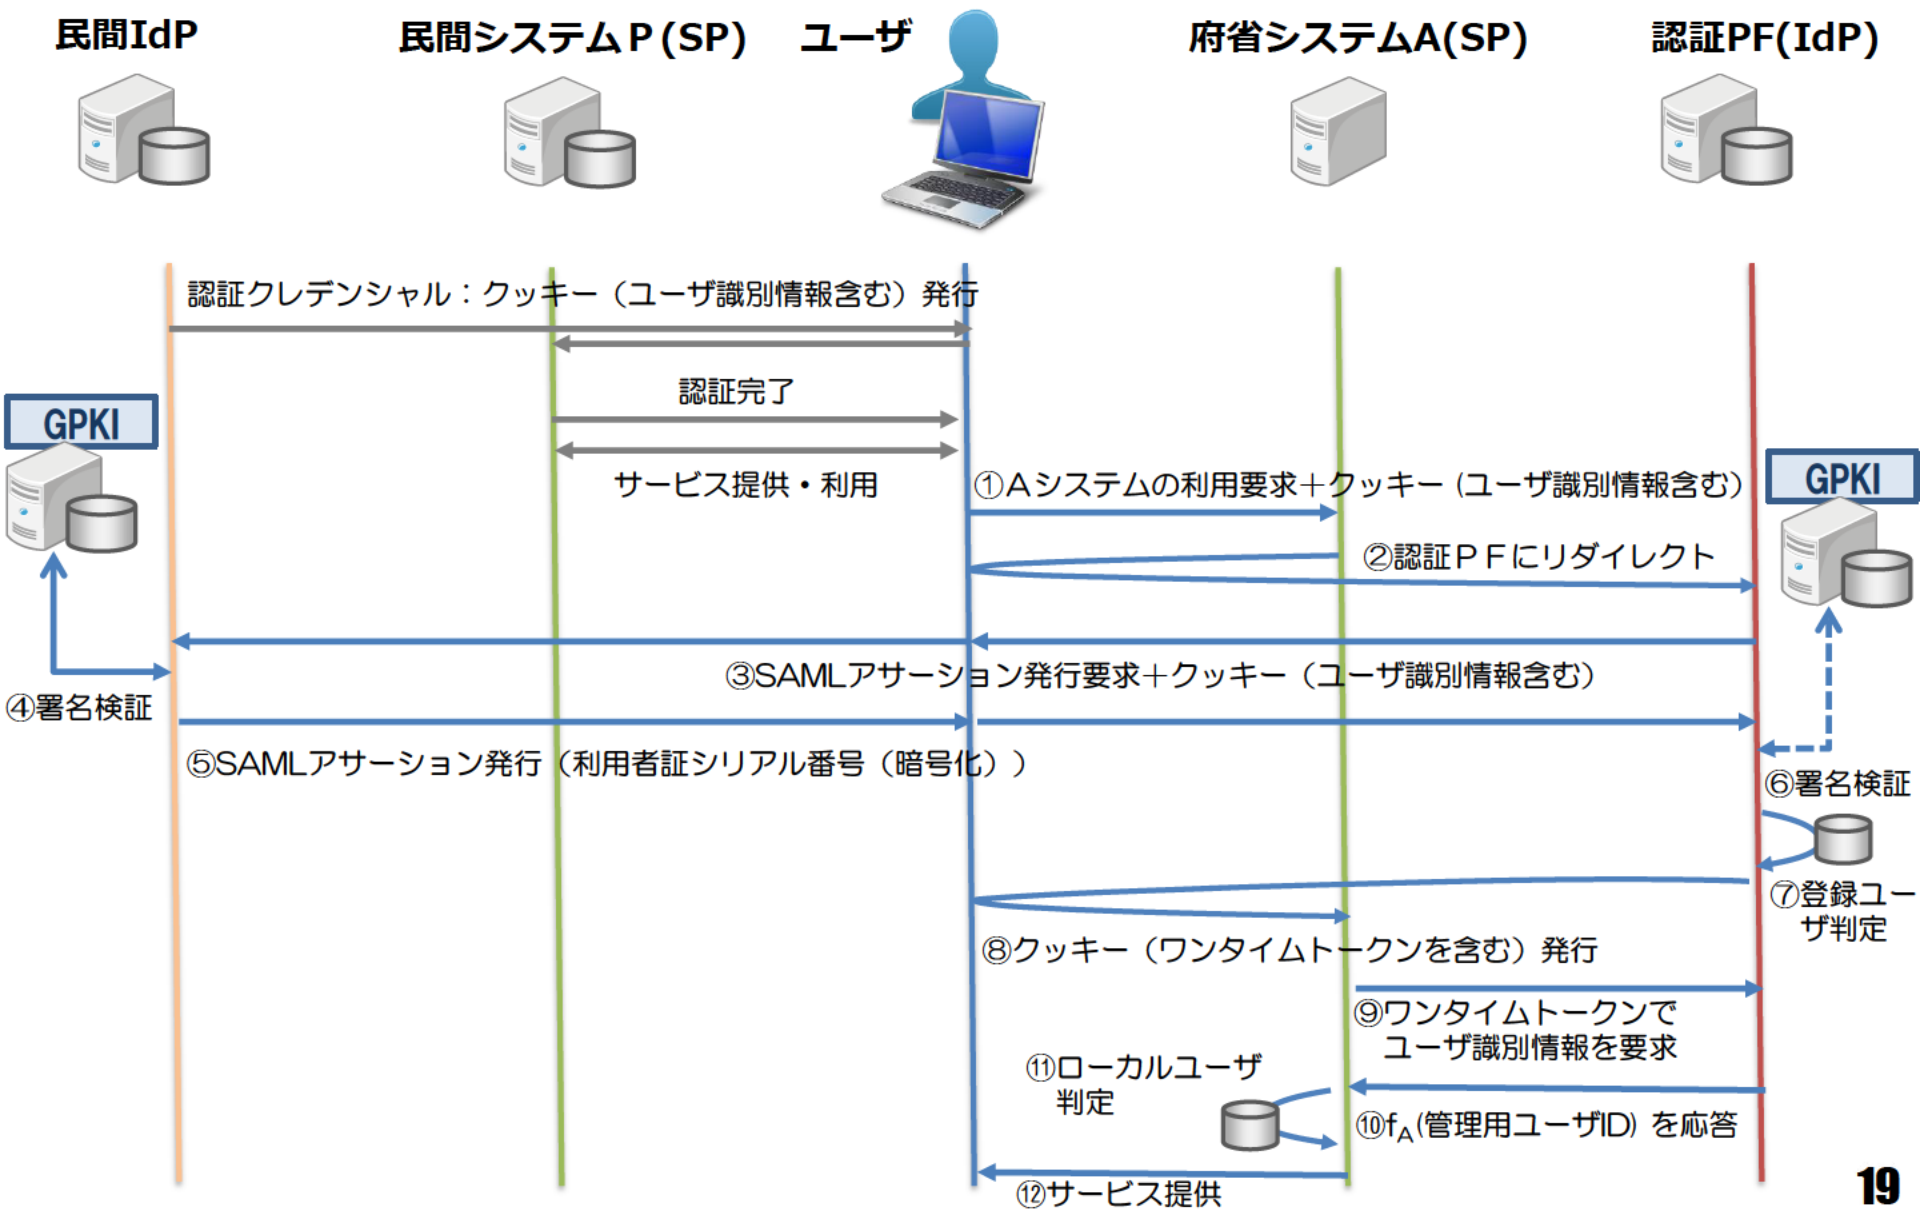 民間IdP
民間システムP(SP)
ユーザ
府省システムA(SP)
認証PF(IdP)
認証クレデンシャル：クッキー（ユーザ識別情報含む）発行
認証完了
サービス提供・利用
GPKI
GPKI
①Aシステムの利用要求＋クッキー（ユーザ識別情報含む）
②認証ＰＦにリダイレクト
③SAMLアサーション発行要求＋クッキー（ユーザ識別情報含む）
④署名検証
⑤SAMLアサーション発行（利用者証シリアル番号（暗号化））
⑥署名検証
⑦登録ユー
ザ判定
⑧クッキー（ワンタイムトークンを含む）発行
⑨ワンタイムトークンで
ユーザ識別情報を要求
⑩fA(管理用ユーザID) を応答
⑪ローカルユーザ
判定
⑫サービス提供
19